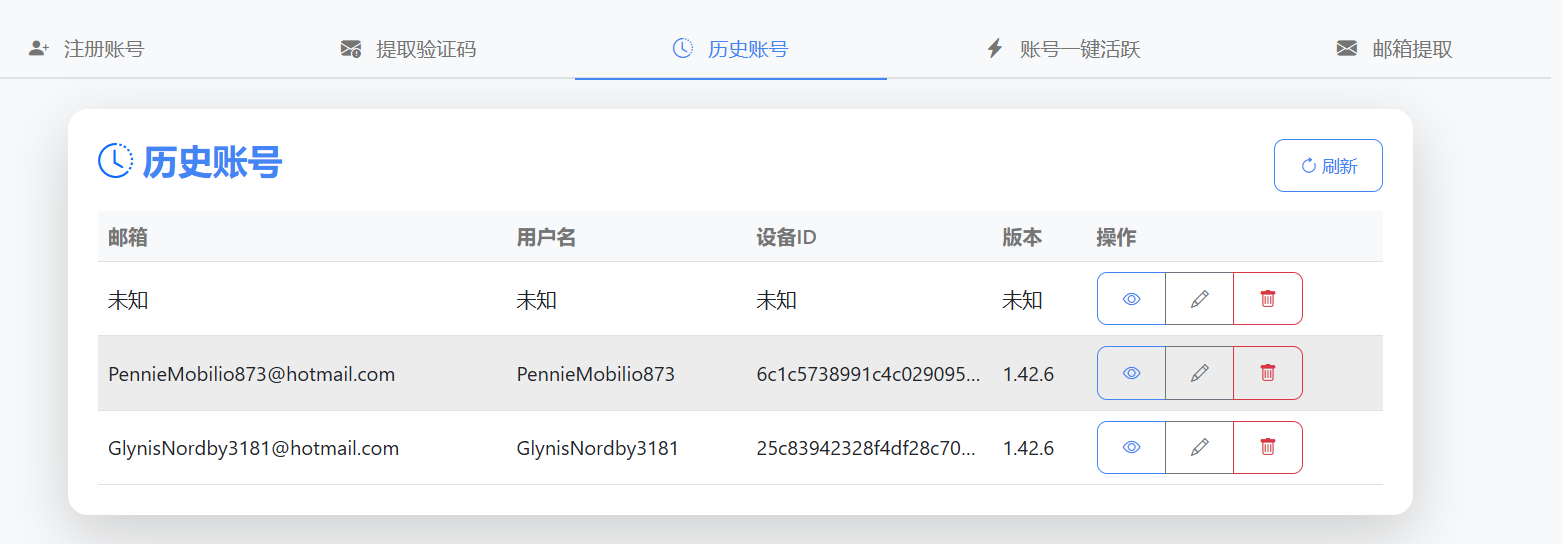 注册账号 提取验证码 历史账号 账号一键活跃 邮箱提取
历史账号 刷新
邮箱 用户名 设备ID 版本 操作
未知 未知 未知 未知
PennieMobilio873@hotmail.com PennieMobilio873 6c1c5738991c4c029095... 1.42.6
GlynisNordby3181@hotmail.com GlynisNordby3181 25c83942328f4df28c70... 1.42.6